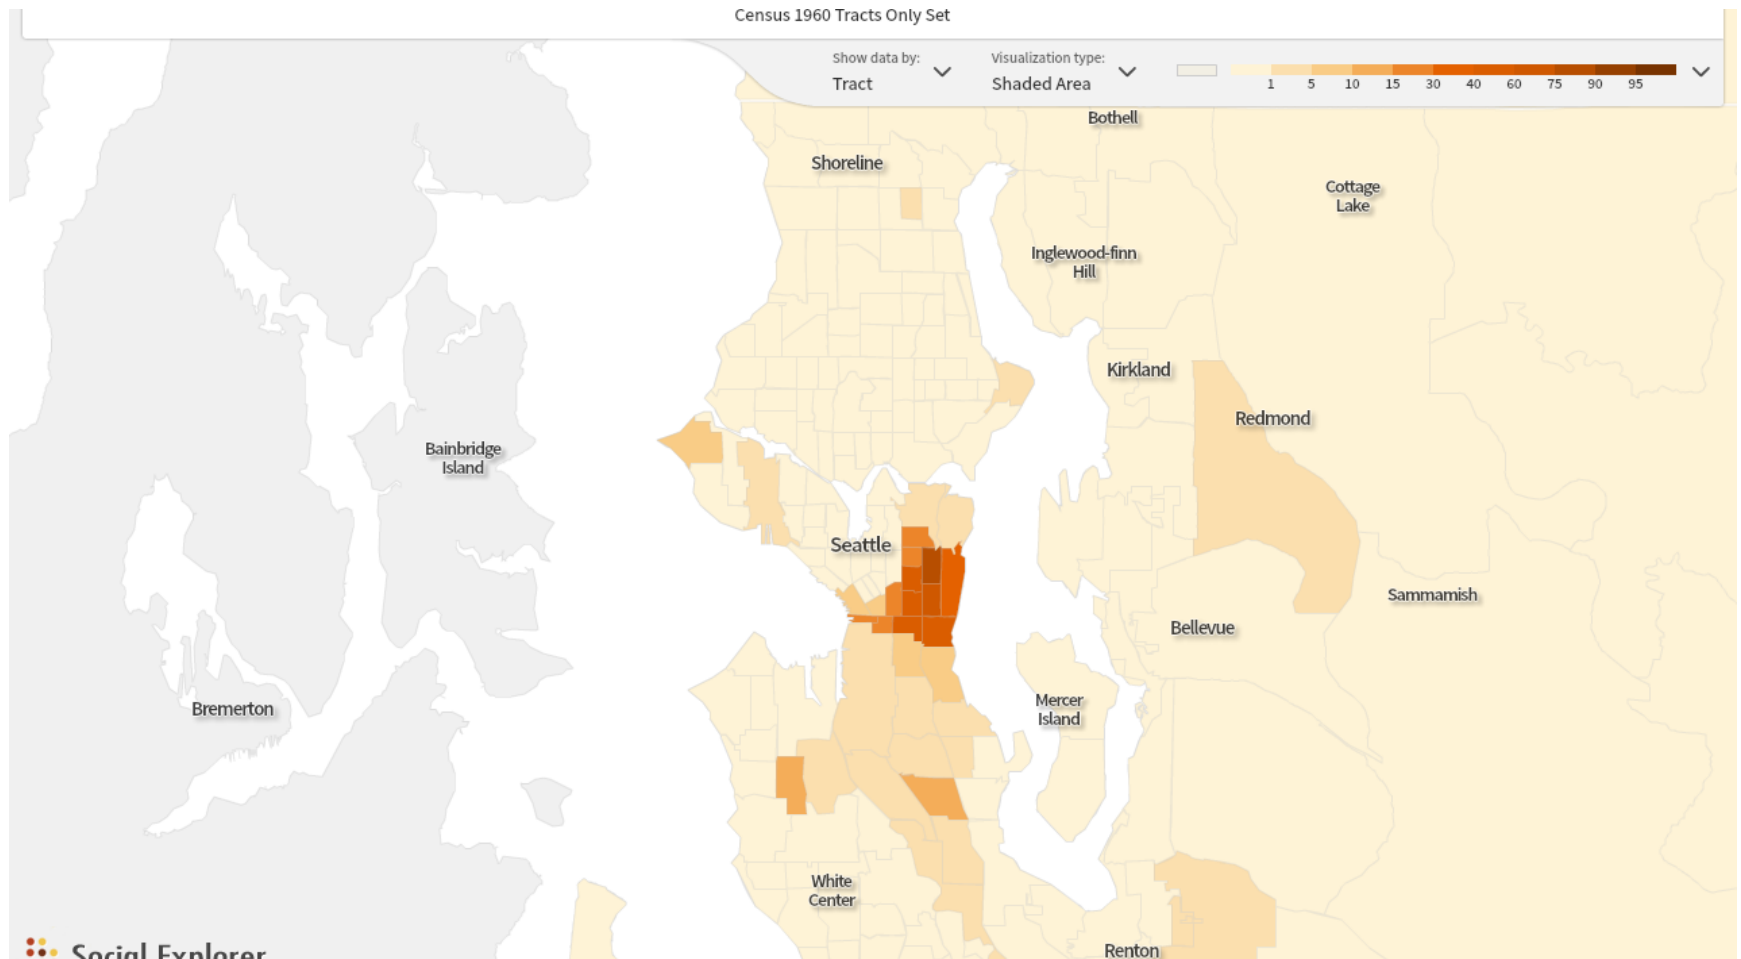 Census 1960 Tracts Only Set
Show data by:
Tract
Visualization type:
Shaded Area
1 5 10 15 30 40 60 75 90 95
Bothell
Shoreline
Cottage
Lake
Inglewood-finn
Hill
Kirkland
Redmond
Bainbridge
Island
Seattle
Sammamish
Bellevue
Mercer
Island
Bremerton
White
Center
Renton
Social Explorer